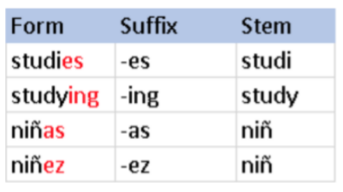 Form Suffix Stem
studies -es studi
studying -ing study
niñas -as niñ
niñez -ez niñ